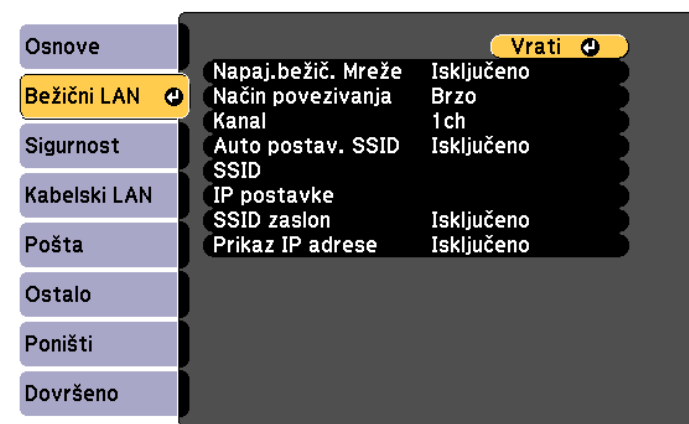 Osnove
Bežični LAN
Sigurnost
Kabelski LAN
Pošta
Ostalo
Poništi
Dovršeno
Vrati
Napaj.bežič. Mreže Isključeno
Način povezivanja Brzo
Kanal 1ch
Auto postav. SSID Isključeno
SSID
IP postavke
SSID zaslon Isključeno
Prikaz IP adrese Isključeno